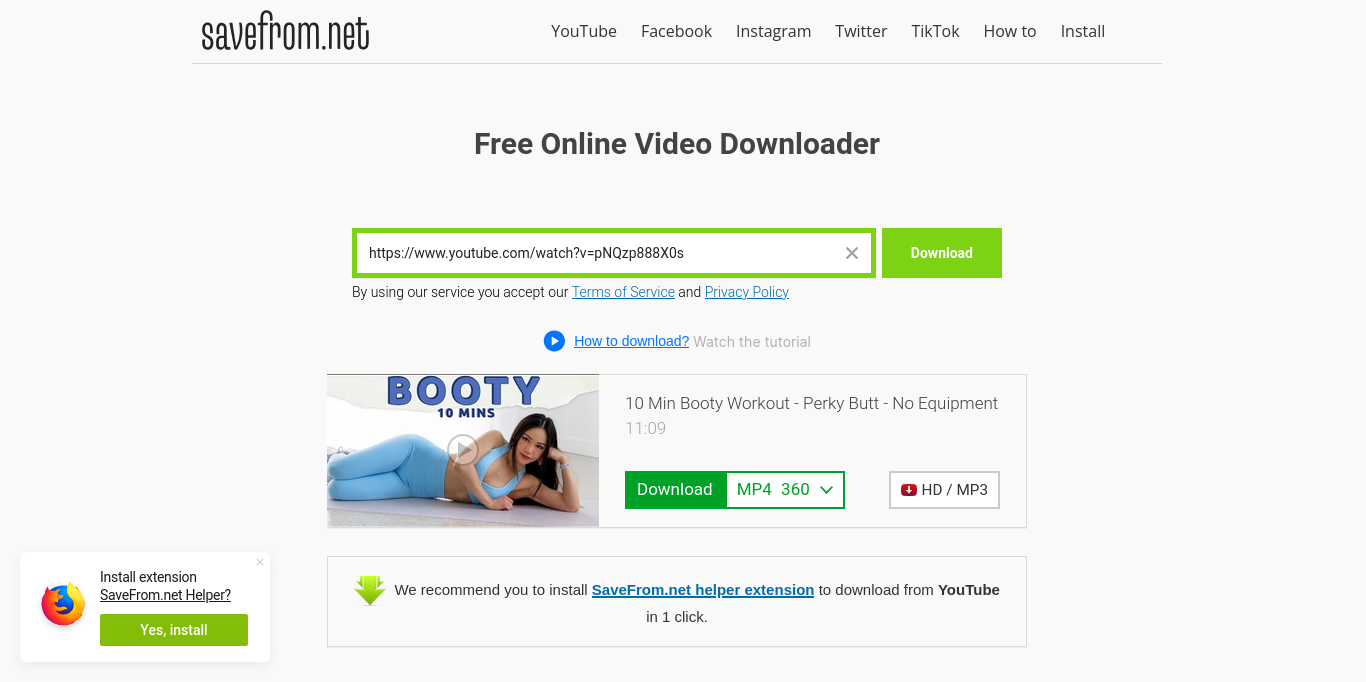 savefrom.net
YouTube Facebook Instagram Twitter TikTok How to Install
Free Online Video Downloader
https://www.youtube.com/watch?v=pNQzp888X0s
Download
By using our service you accept our Terms of Service and Privacy Policy
How to download? Watch the tutorial
BOOTY
10 MINS
10 Min Booty Workout - Perky Butt - No Equipment
11:09
Download MP4 360
HD / MP3
We recommend you to install SaveFrom.net helper extension to download from YouTube
in 1 click.
Install extension
SaveFrom.net Helper?
Yes, install